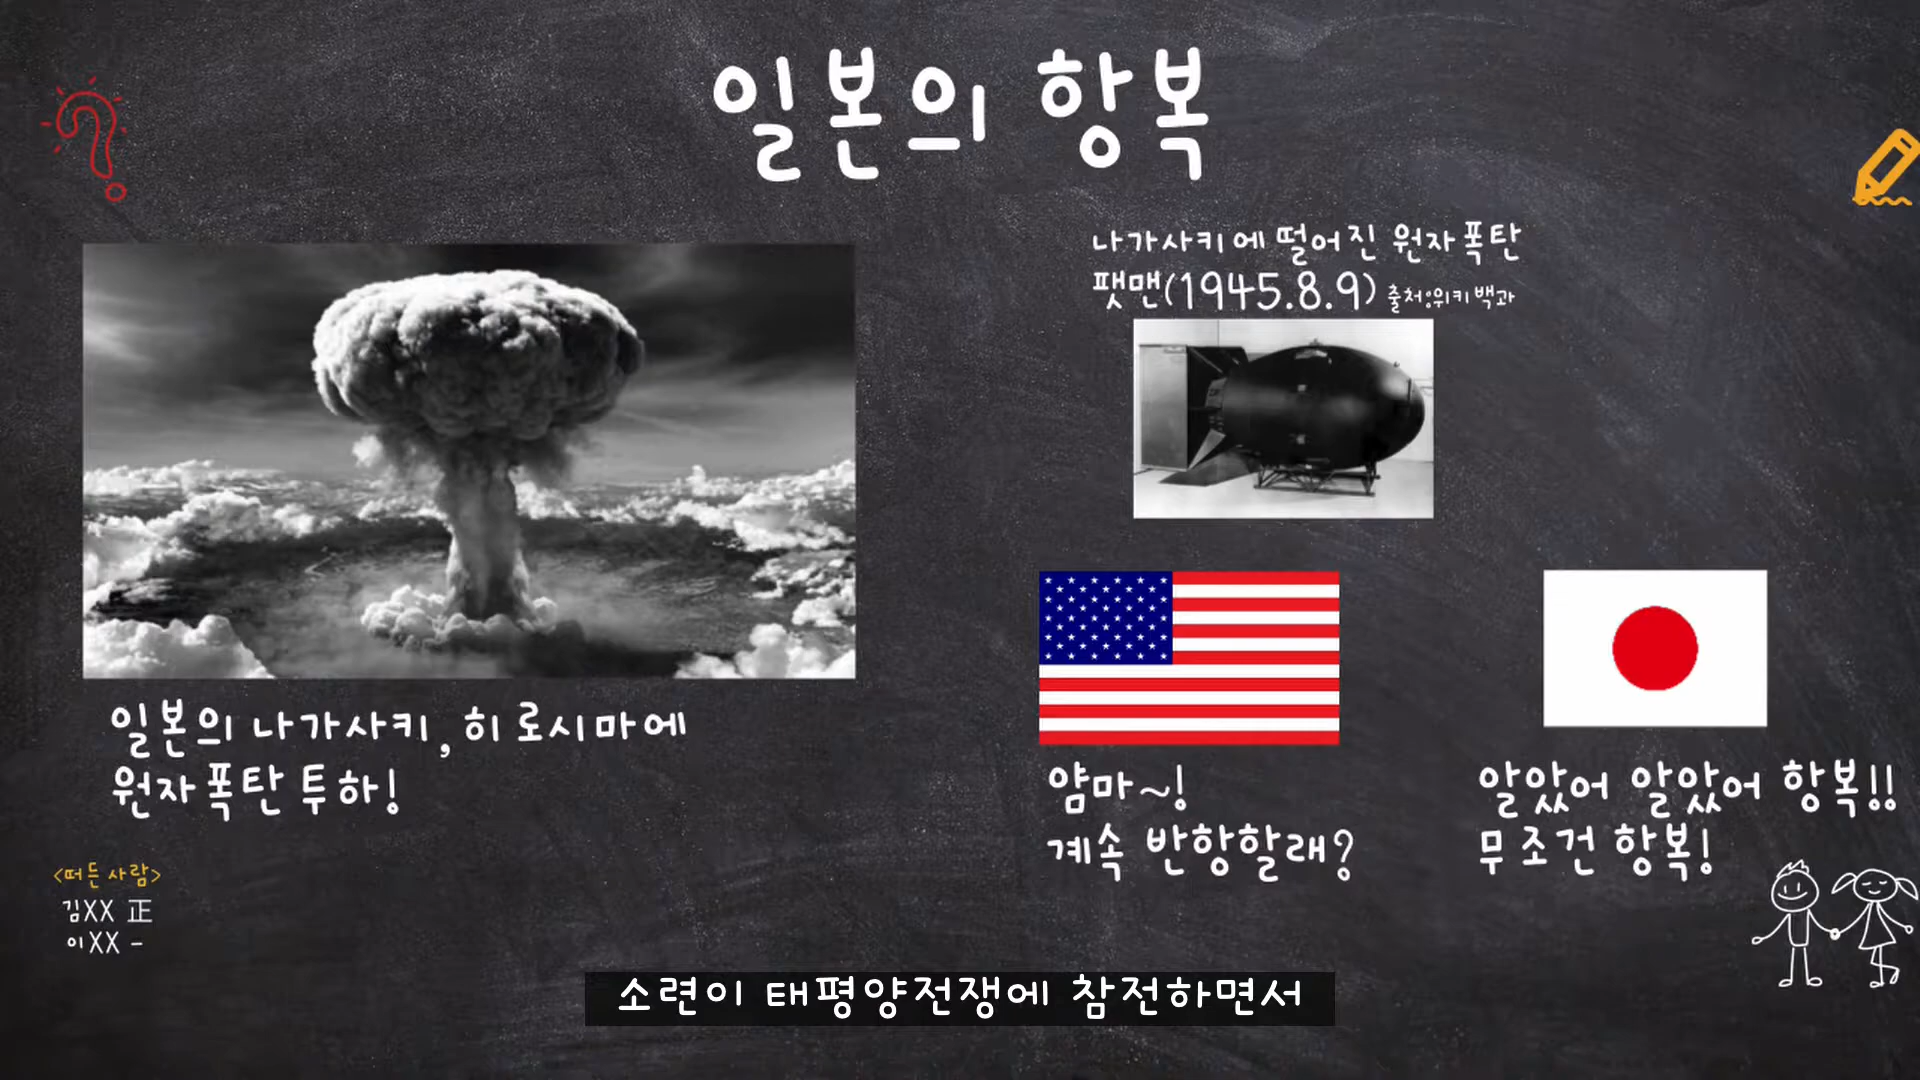 일본의 항복
나가사키에 떨어진 원자폭탄
팻맨(1945.8.9) 출처:위키백과
일본의 나가사키, 히로시마에
원자폭탄 투하!
얌마~!
계속 반항할래?
알았어 알았어 항복!!
무조건 항복!
<떠든 사람>
김XX 正
이XX -
소련이 태평양전쟁에 참전하면서